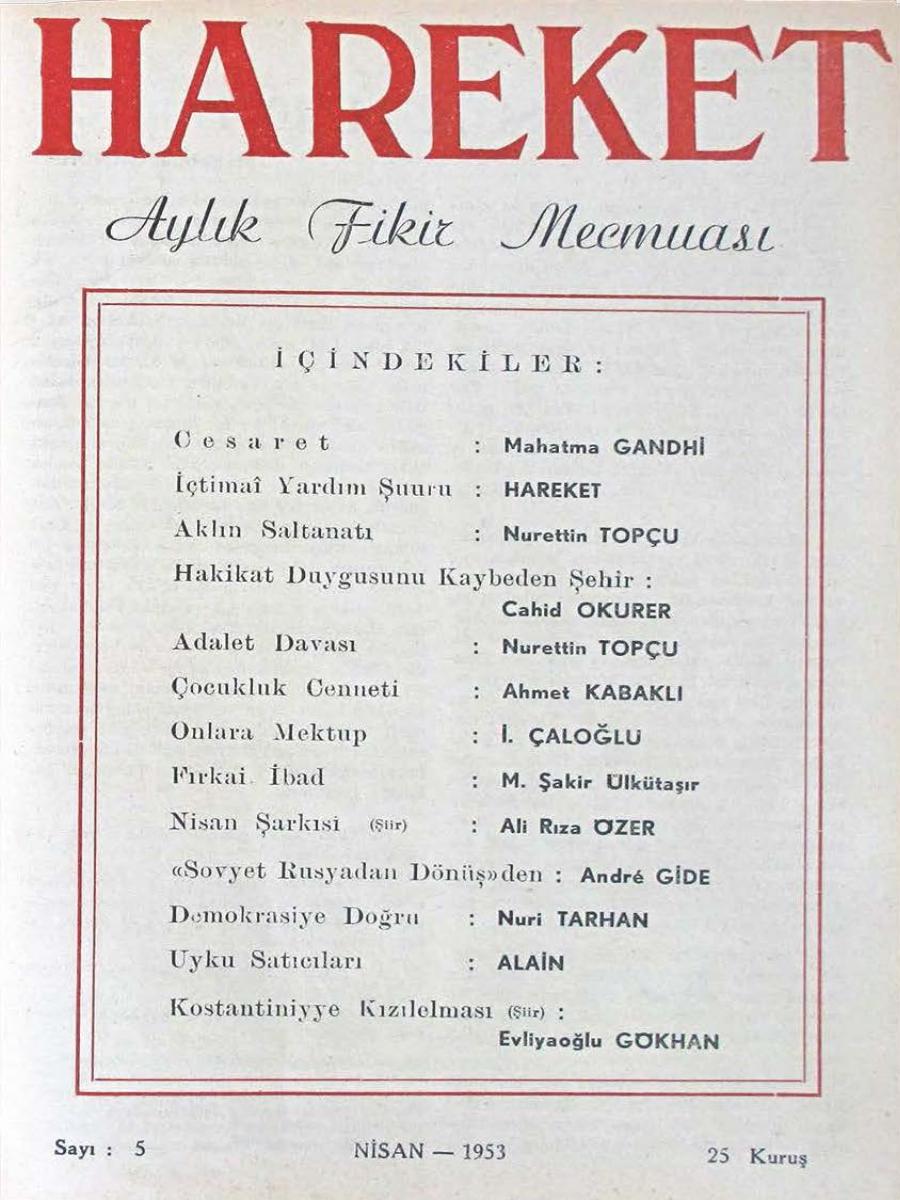 HAREKET
Aylık Fikir Mecmuası
İÇİNDEKİLER :
Cesaret : Mahatma GANDHİ
İçtimaî Yardım Şuuru : HAREKET
Aklın Saltanatı : Nurettin TOPÇU
Hakikat Duygusunu Kaybeden Şehir :
Cahid OKURER
Adalet Davası : Nurettin TOPÇU
Çocukluk Cenneti : Ahmet KABAKLI
Onlara Mektup : İ. ÇALOĞLU
Fırkai İbad : M. Şakir Ülkütaşır
Nisan Şarkısı (Şiir) : Ali Rıza ÖZER
«Sovyet Rusyadan Dönüş»den : André GİDE
Demokrasiye Doğru : Nuri TARHAN
Uyku Satıcıları : ALAİN
Kostantiniyye Kızılelması (Şiir) :
Evliyaoğlu GÖKHAN
Sayı : 5 NİSAN — 1953 25 Kuruş